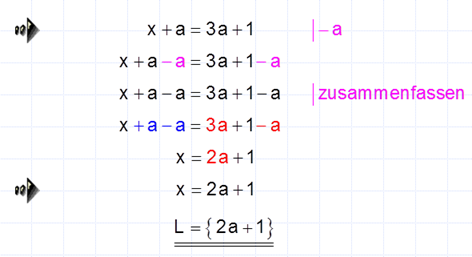 x + a = 3a + 1 | − a
x + a − a = 3a + 1 − a
x + a − a = 3a + 1 − a | zusammenfassen
x + a − a = 3a + 1 − a
x = 2a + 1
x = 2a + 1
L = {2a + 1}